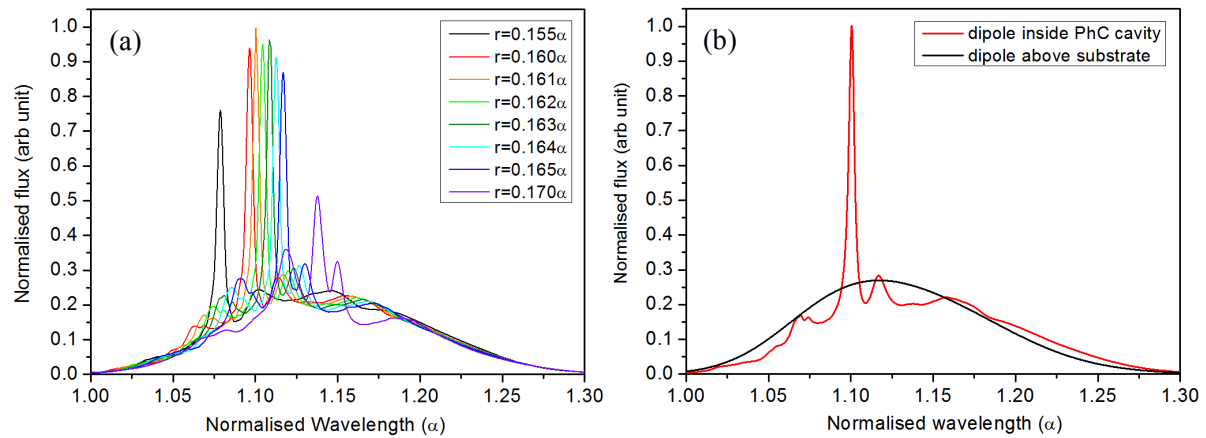 (a)
r=0.155α
r=0.160α
r=0.161α
r=0.162α
r=0.163α
r=0.164α
r=0.165α
r=0.170α
Normalised flux (arb unit)
1.0
0.9
0.8
0.7
0.6
0.5
0.4
0.3
0.2
0.1
0.0
1.00 1.05 1.10 1.15 1.20 1.25 1.30
Normalised Wavelength (α)
(b)
dipole inside PhC cavity
dipole above substrate
Normalised flux (arb unit)
1.0
0.9
0.8
0.7
0.6
0.5
0.4
0.3
0.2
0.1
0.0
1.00 1.05 1.10 1.15 1.20 1.25 1.30
Normalised wavelength (α)